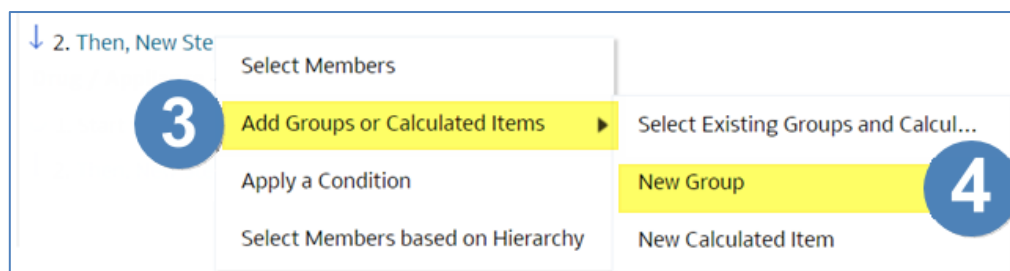 ↓ 2. Then, New Ste
Select Members
3
Add Groups or Calculated Items ▶
Select Existing Groups and Calcul...
Apply a Condition
New Group
4
Select Members based on Hierarchy
New Calculated Item